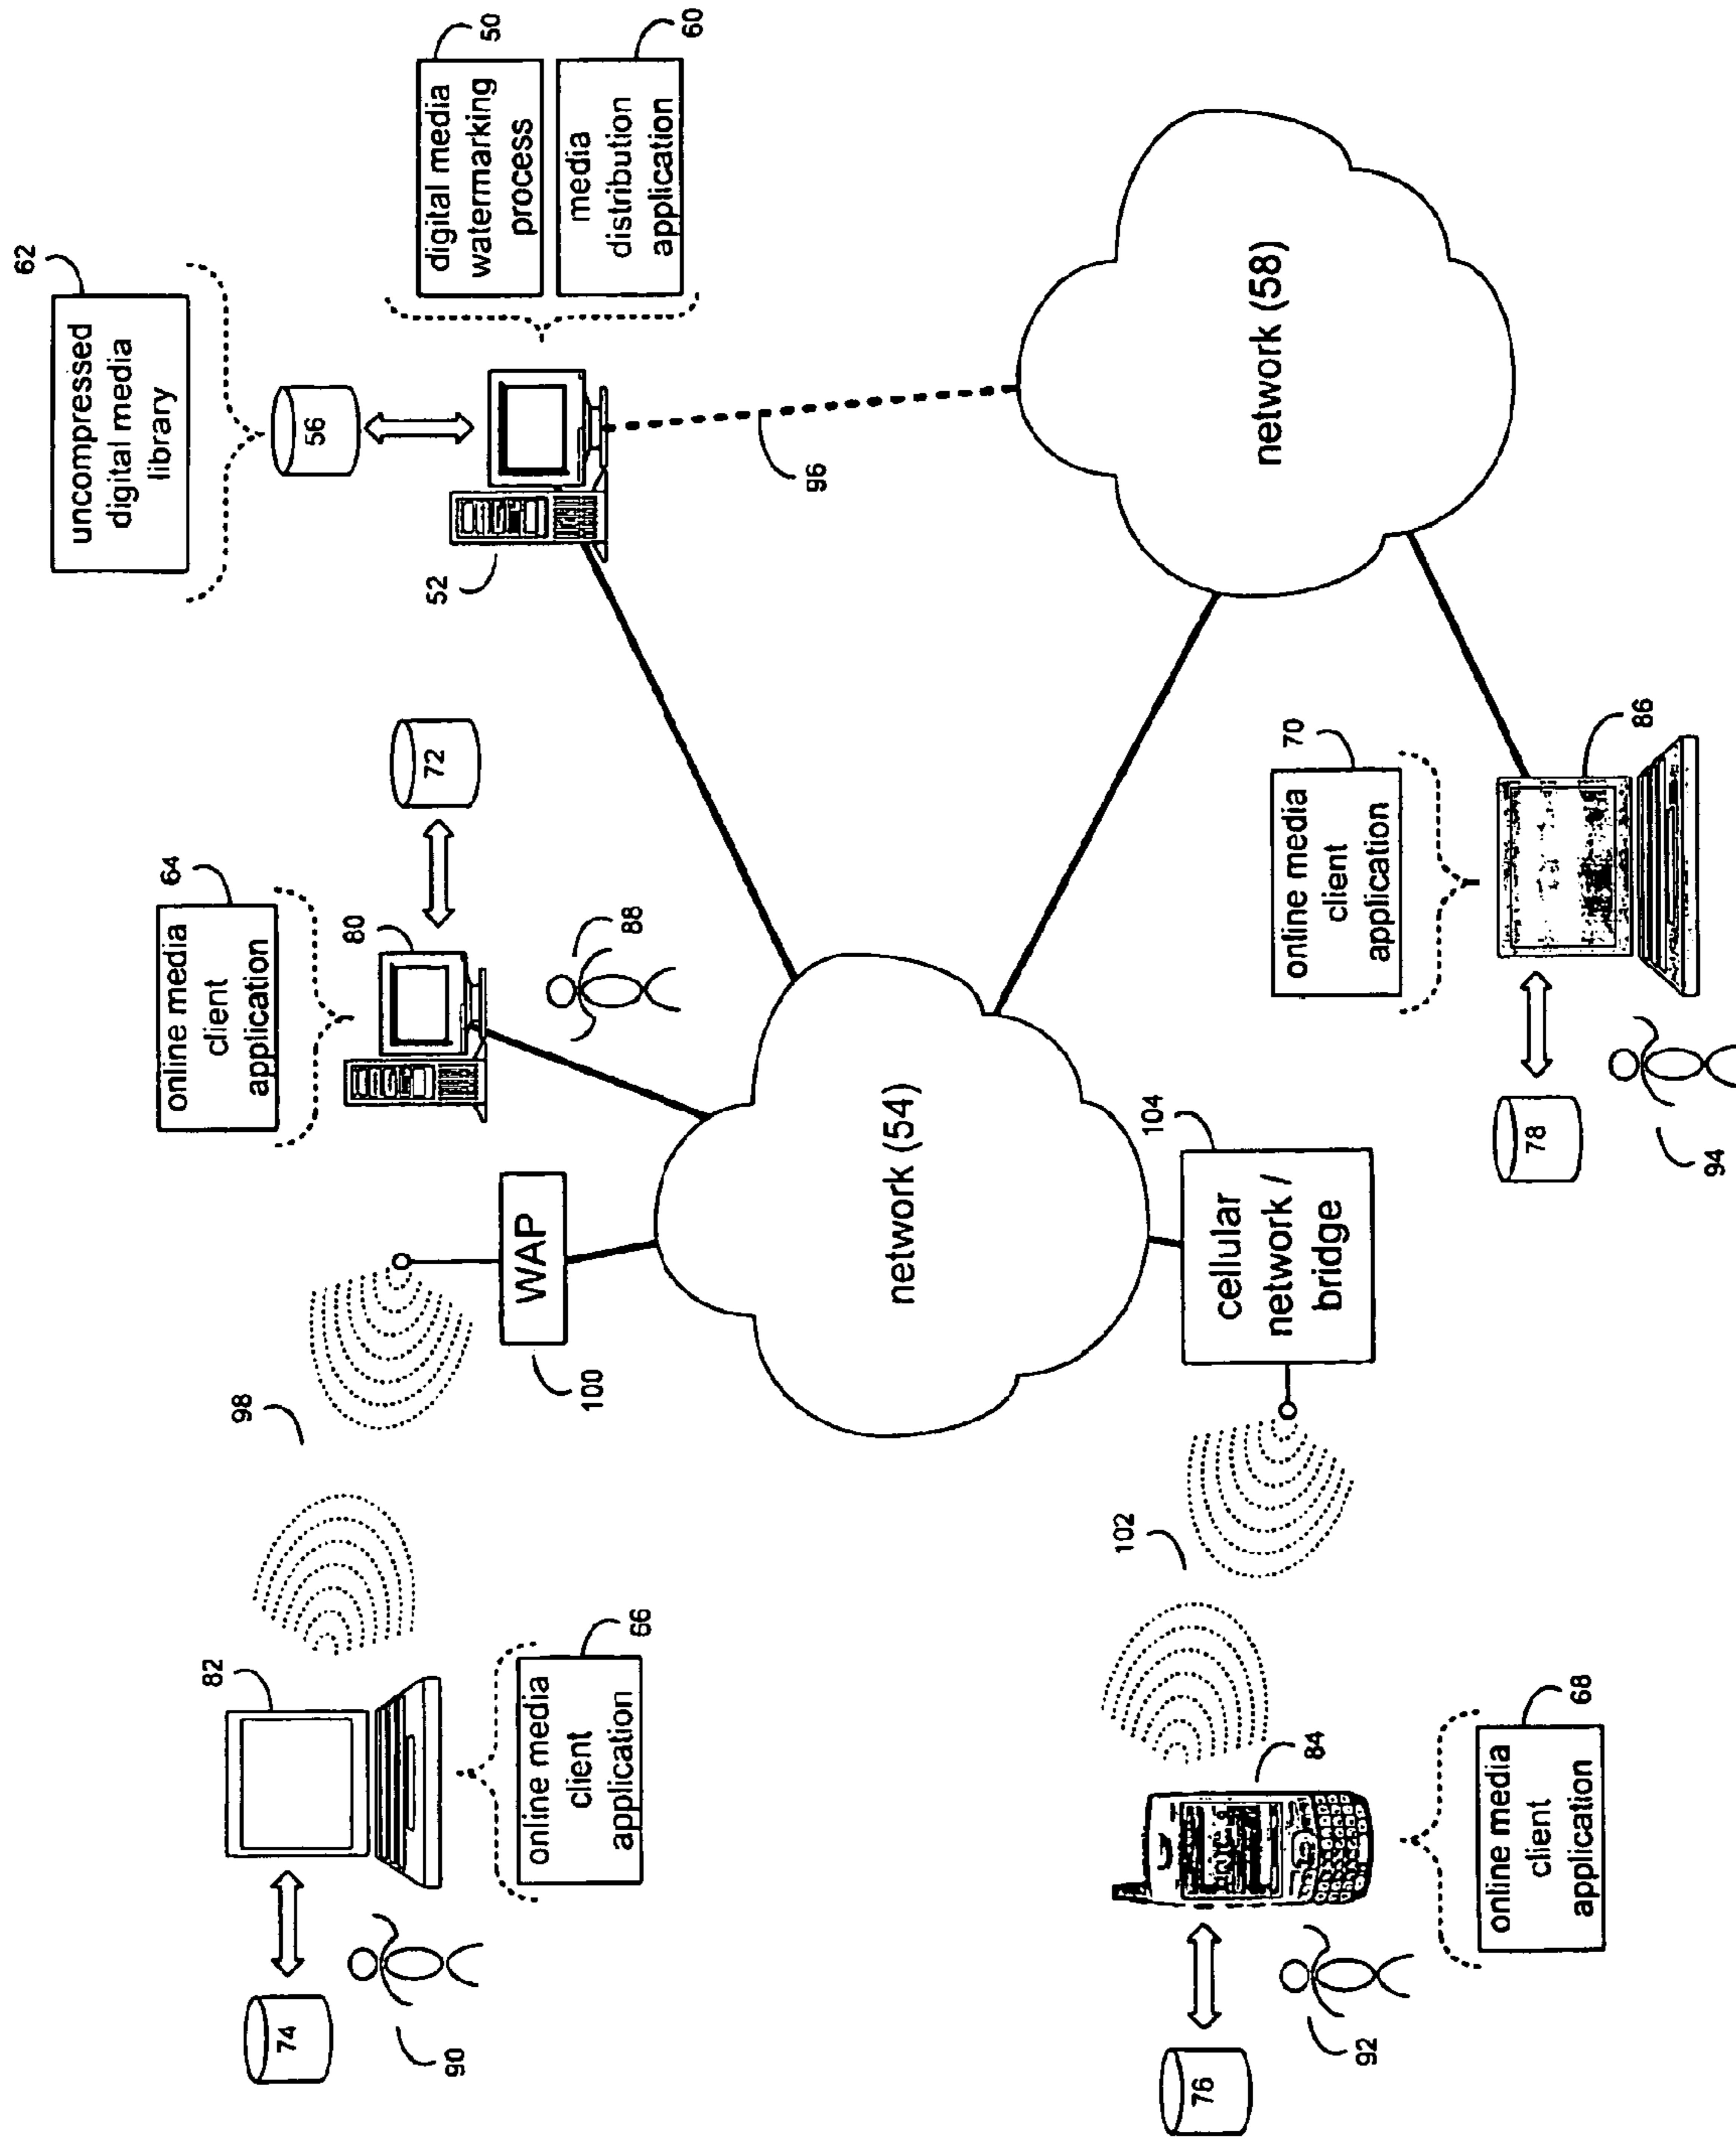 62
uncompressed
digital media
library
64
online media
client
application
82
98
74
56
80
72
52
90
50
digital media
watermarking
process
WAP
100
online media
client
application
66
88
60
media
distribution
application
96
network (54)
network (58)
102
104
cellular
network /
bridge
76
70
online media
client
application
84
92
68
online media
client
application
78
86
94